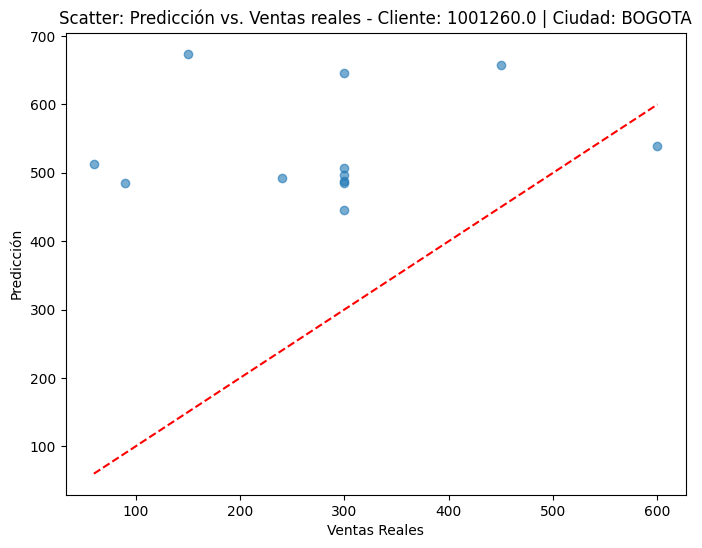 Scatter: Predicción vs. Ventas reales - Cliente: 1001260.0 | Ciudad: BOGOTA
700
600
500
400
300
200
100
Predicción
100 200 300 400 500 600
Ventas Reales